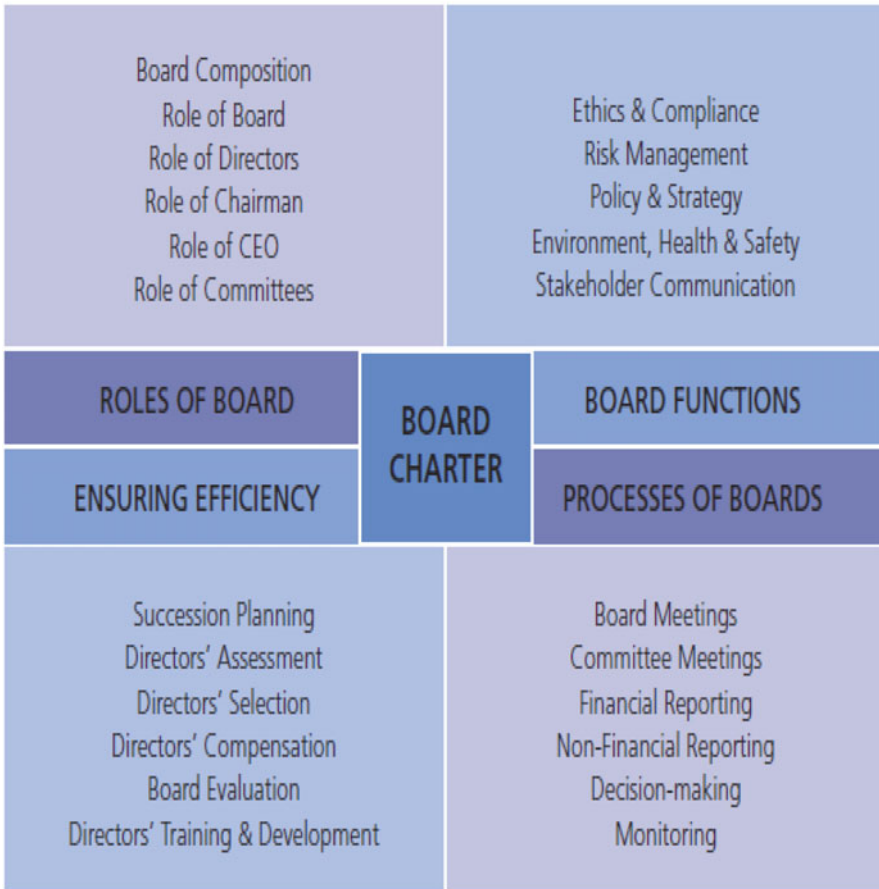 Board Composition
Role of Board
Role of Directors
Role of Chairman
Role of CEO
Role of Committees
Ethics & Compliance
Risk Management
Policy & Strategy
Environment, Health & Safety
Stakeholder Communication
ROLES OF BOARD
BOARD
CHARTER
BOARD FUNCTIONS
ENSURING EFFICIENCY
PROCESSES OF BOARDS
Succession Planning
Directors’ Assessment
Directors’ Selection
Directors’ Compensation
Board Evaluation
Directors’ Training & Development
Board Meetings
Committee Meetings
Financial Reporting
Non-Financial Reporting
Decision-making
Monitoring